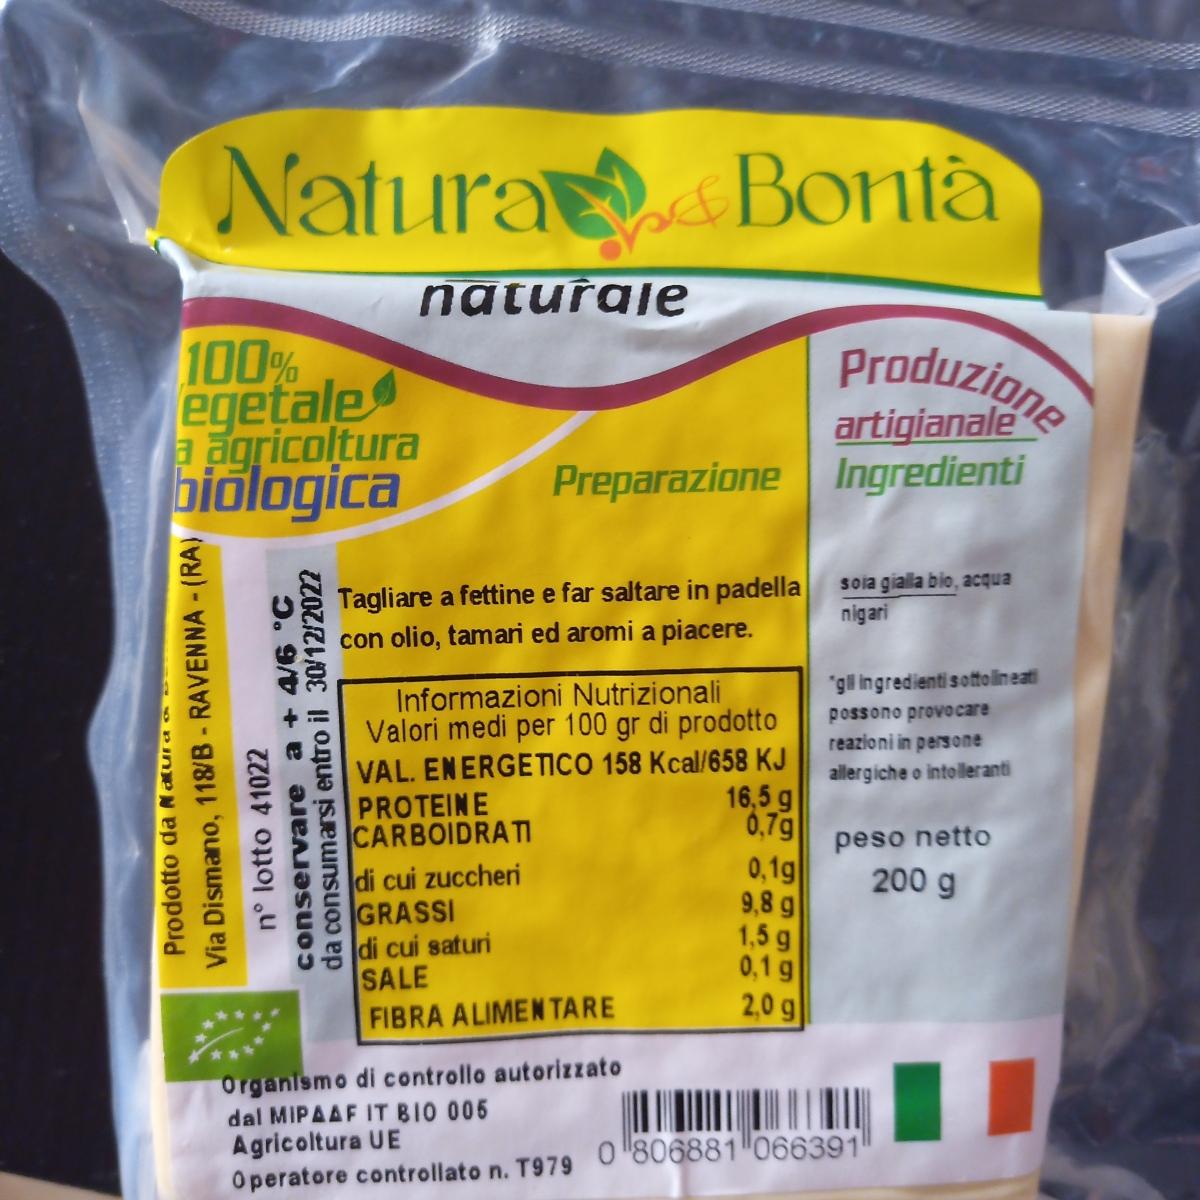 Natura & Bontà
naturale
100%
egetale
a agricoltura
biologica
Produzione
artigianale
Ingredienti
Preparazione
Tagliare a fettine e far saltare in padella
con olio, tamari ed aromi a piacere.
soia gialla bio, acqua
nigari
*gli ingredienti sottolineati
possono provocare
reazioni in persone
allergiche o intolleranti
peso netto
200 g
Informazioni Nutrizionali
Valori medi per 100 gr di prodotto
VAL. ENERGETICO 158 Kcal/658 KJ
PROTEINE 16,5 g
CARBOIDRATI 0,7g
di cui zuccheri 0,1g
GRASSI 9,8 g
di cui saturi 1,5 g
SALE 0,1 g
FIBRA ALIMENTARE 2,0 g
Prodotto da Natura &
Via Dismano, 118/B - RAVENNA - (RA)
n° lotto 41022
conservare a + 4/6 °C
da consumarsi entro il 30/12/2022
Organismo di controllo autorizzato
dal MIPAAF IT BIO 005
Agricoltura UE
Operatore controllato n. T979
0 806881 066391